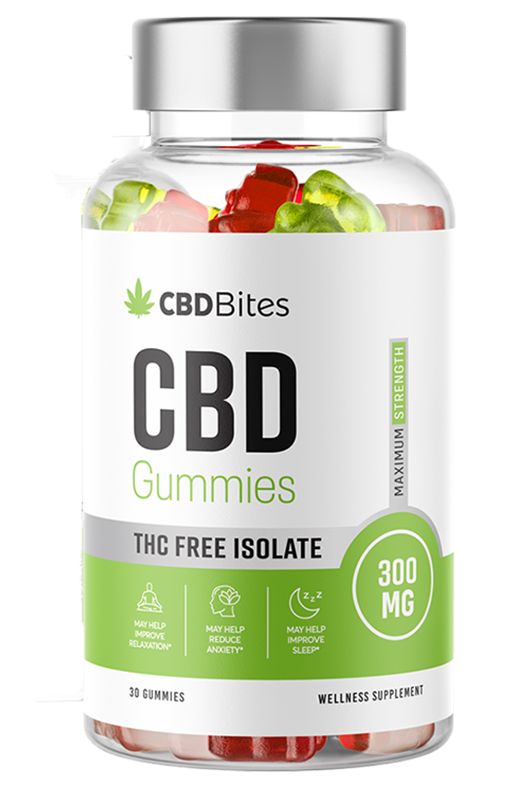 CBDBites
CBD
Gummies
MAXIMUM STRENGTH
THC FREE ISOLATE
300
MG
MAY HELP
IMPROVE
RELAXATION*
MAY HELP
REDUCE
ANXIETY*
MAY HELP
IMPROVE
SLEEP*
30 GUMMIES
WELLNESS SUPPLEMENT